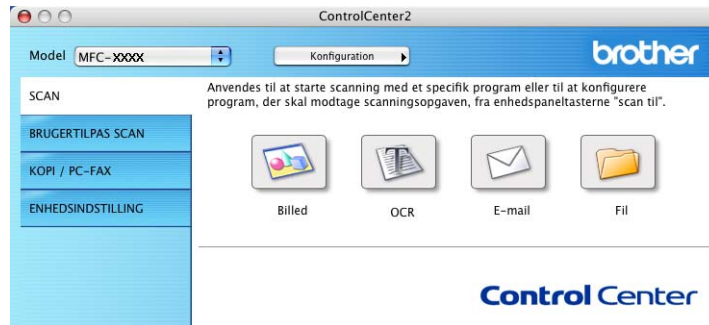 ControlCenter2
Model MFC-XXXX Konfiguration brother
SCAN
BRUGERTILPAS SCAN
KOPI / PC-FAX
ENHEDSINDSTILLING
Anvendes til at starte scanning med et specifik program eller til at konfigurere
program, der skal modtage scanningsopgaven, fra enhedspaneltasterne "scan til".
Billed OCR E-mail Fil
Control Center